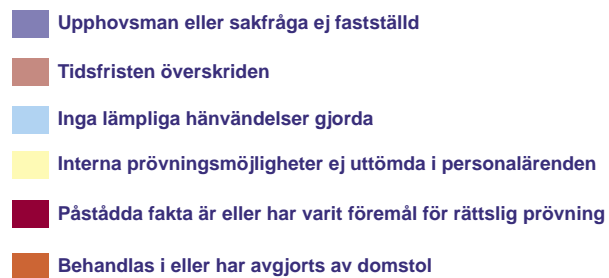 Upphovsman eller sakfråga ej fastställd
Tidsfristen överskriden
Inga lämpliga hänvändelser gjorda
Interna prövningsmöjligheter ej uttömda i personalärenden
Påstådda fakta är eller har varit föremål för rättslig prövning
Behandlas i eller har avgjorts av domstol